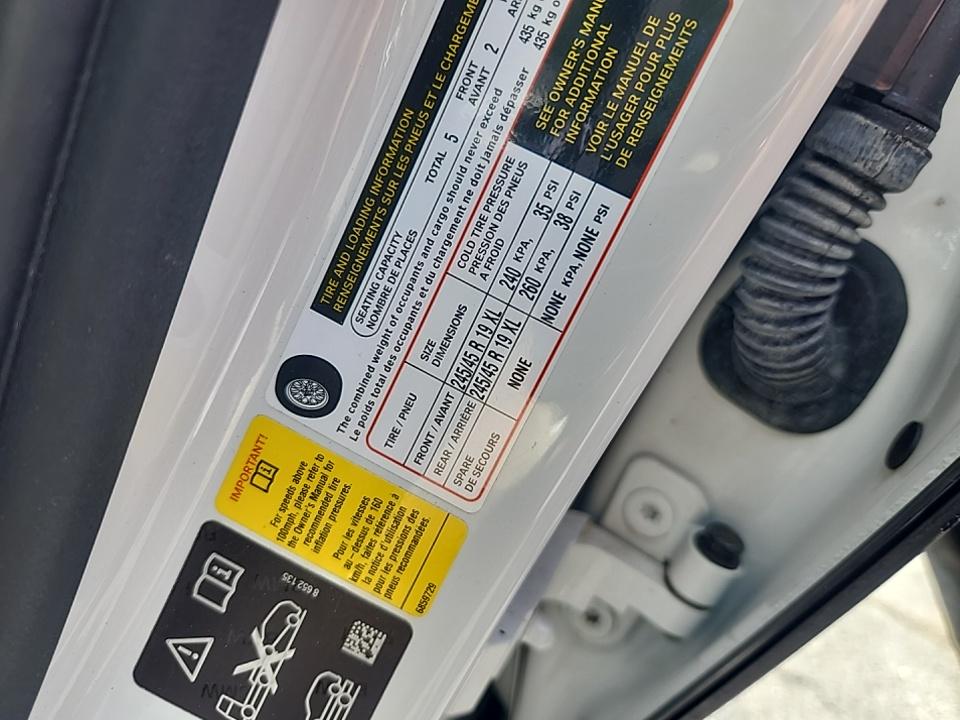 TIRE AND LOADING INFORMATION
RENSEIGNEMENTS SUR LES PNEUS ET LE
SEATING CAPACITY
NOMBRE DE PLACES
TOTAL 5
FRONT
AVANT 2
The combined weight of occupants and cargo should never exceed 435 kg
Le poids total des occupants et du chargement ne doit jamais dépasser 435 kg
TIRE / PNEU
SIZE
DIMENSIONS
COLD TIRE PRESSURE
PRESSION DES PNEUS
A FROID
FRONT / AVANT 245/45 R 19 XL 240 KPA, 35 PSI
REAR / ARRIÈRE 245/45 R 19 XL 260 KPA, 38 PSI
SPARE
DE SECOURS
NONE
NONE KPA, NONE PSI
SEE OWNER'S
FOR ADDITIONAL
INFORMATION
VOIR LE MANUEL DE
L'USAGER POUR PLUS
DE RENSEIGNEMENTS
IMPORTANT!
For speeds above
100mph, please refer to
the Owner's Manual for
recommended tire
inflation pressures.
Pour les vitesses
au-dessus de 160
km/h, faites référence à
la notice d'utilisation
pour les pressions des
pneus recommandées.
6859729
8 652 135